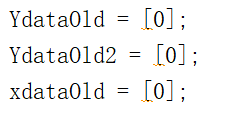 YdataOld = [0];
YdataOld2 = [0];
xdataOld = [0];